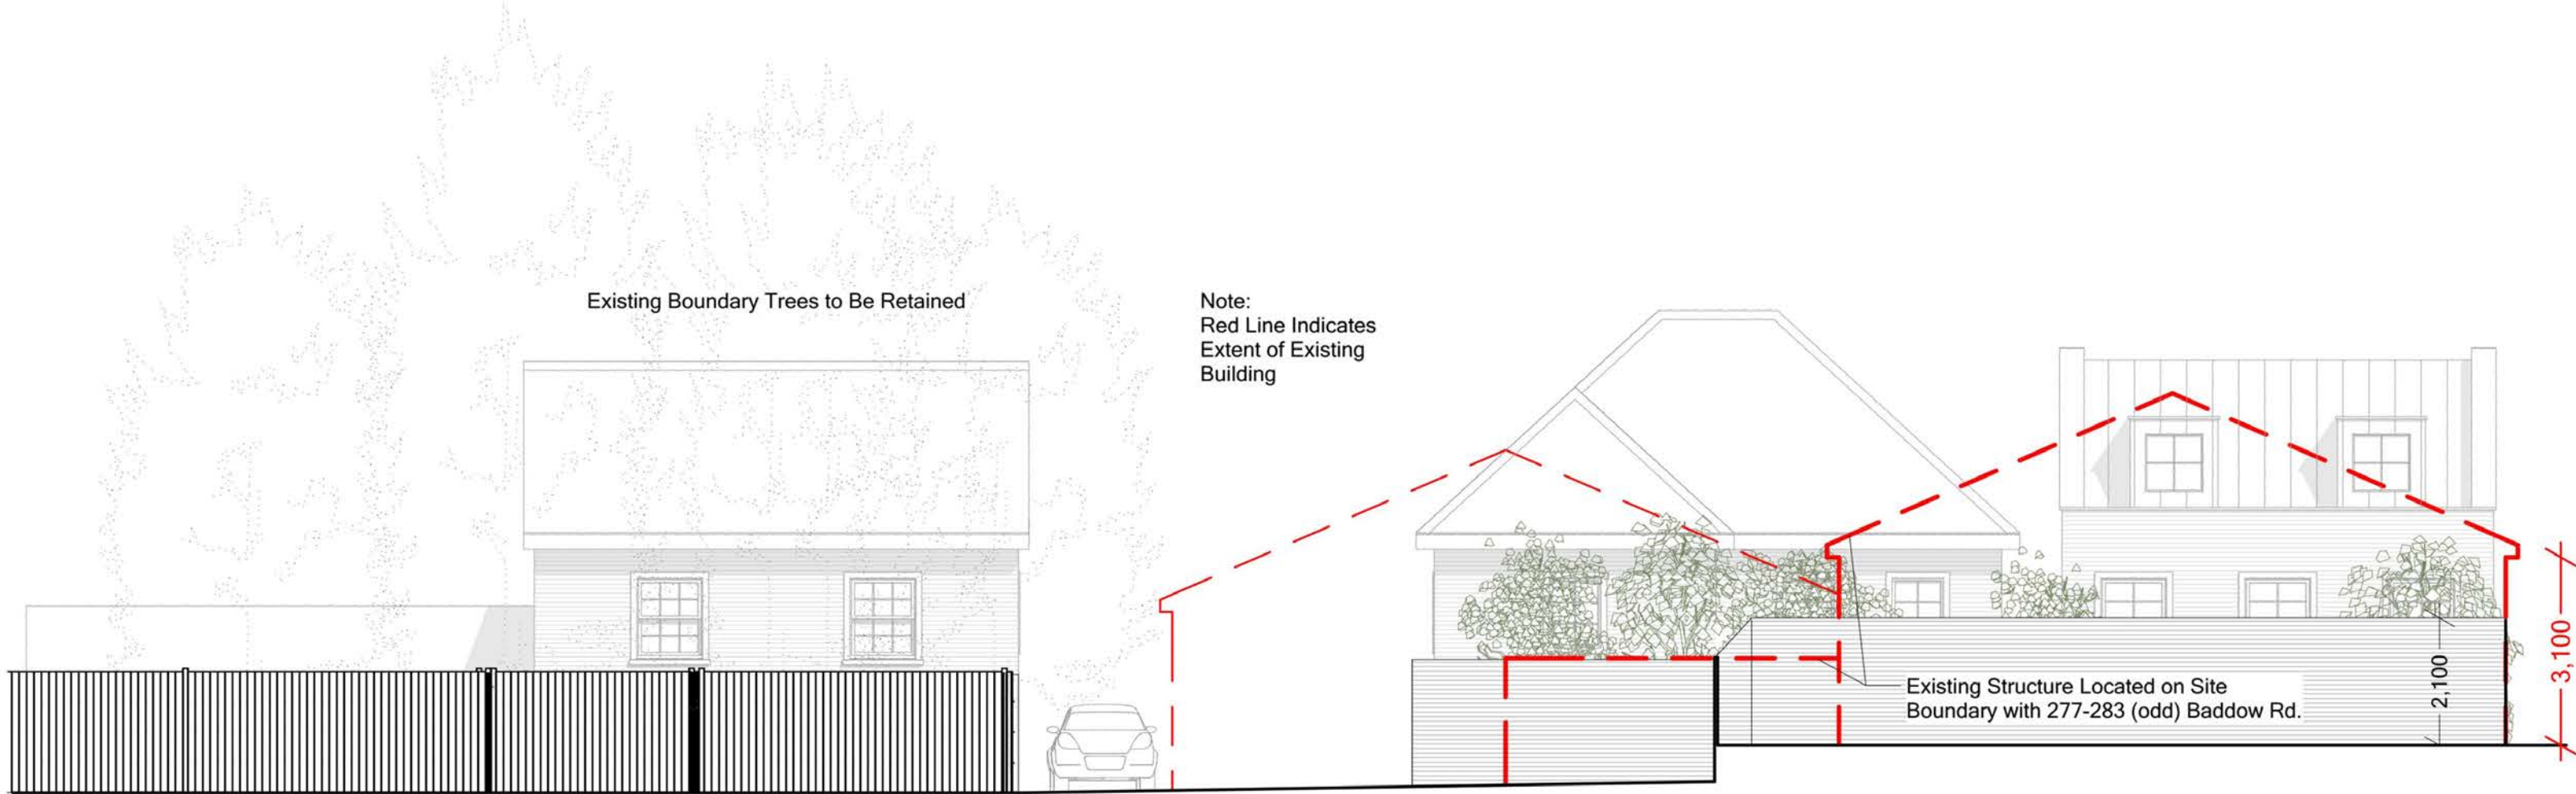 Existing Boundary Trees to Be Retained
Note:
Red Line Indicates
Extent of Existing
Building
Existing Structure Located on Site
Boundary with 277-283 (odd) Baddow Rd.
2,100
3,100